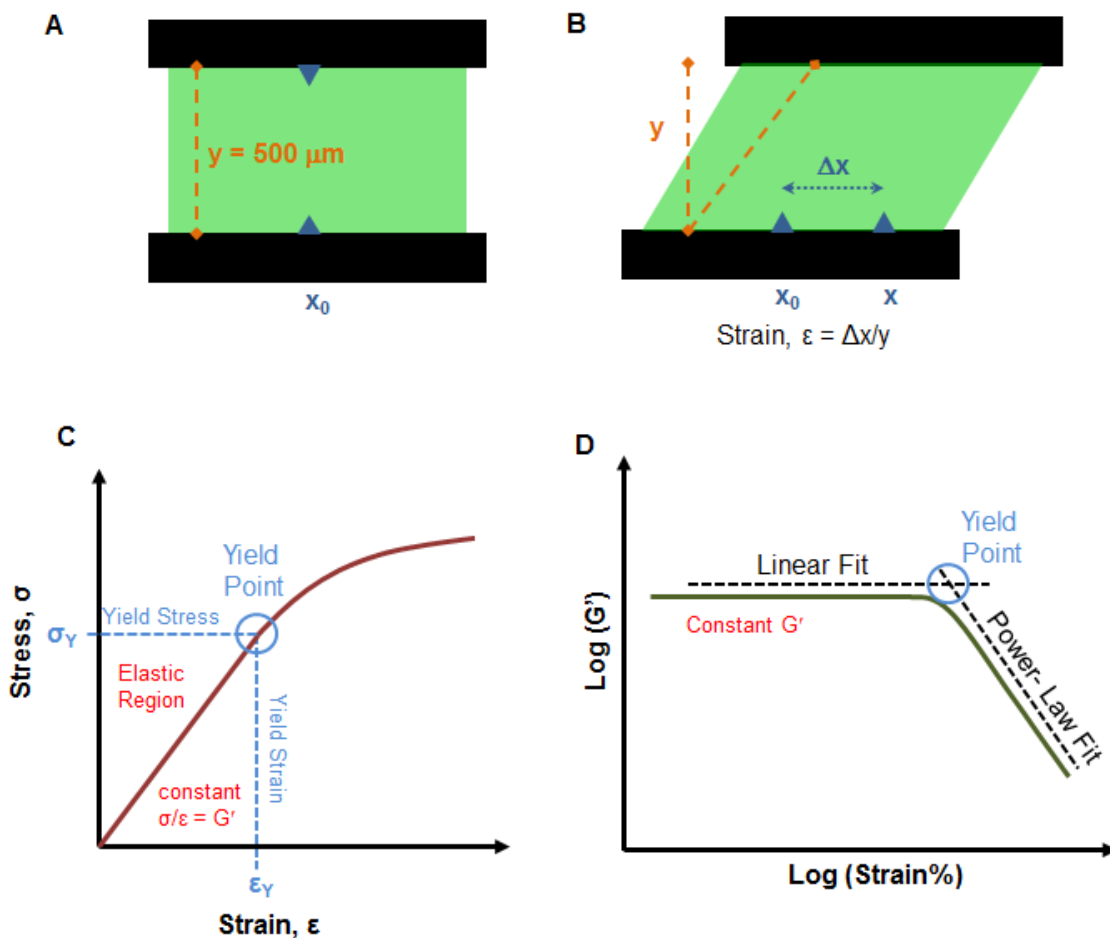 A
y = 500 μm
x₀
B
y
Δx
x₀
x
Strain, ε = Δx/y
C
Stress, σ
Yield
Point
Yield Stress
σY
Elastic
Region
Yield Strain
constant
σ/ε = G'
εY
Strain, ε
D
Log (G')
Yield
Point
Linear Fit
Constant G'
Power- Law Fit
Log (Strain%)